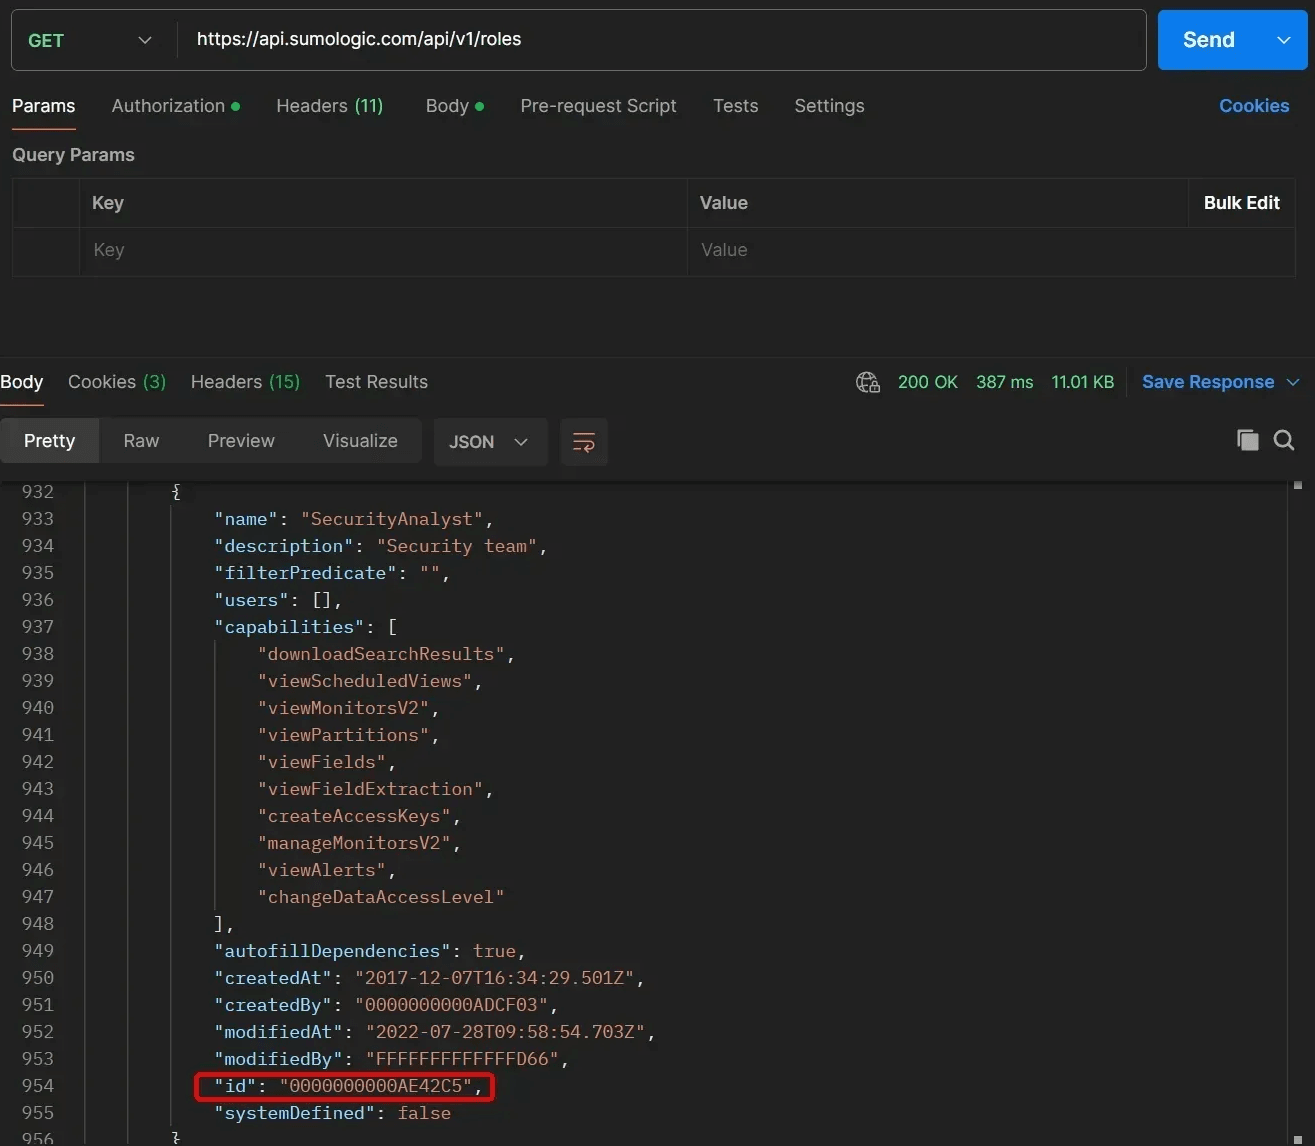 GET https://api.sumologic.com/api/v1/roles Send
Params Authorization Headers (11) Body Pre-request Script Tests Settings Cookies
Query Params
Key Value Bulk Edit
Key Value
Body Cookies (3) Headers (15) Test Results 200 OK 387 ms 11.01 KB Save Response
Pretty Raw Preview Visualize JSON
932 {
933 "name": "SecurityAnalyst",
934 "description": "Security team",
935 "filterPredicate": "",
936 "users": [],
937 "capabilities": [
938 "downloadSearchResults",
939 "viewScheduledViews",
940 "viewMonitorsV2",
941 "viewPartitions",
942 "viewFields",
943 "viewFieldExtraction",
944 "createAccessKeys",
945 "manageMonitorsV2",
946 "viewAlerts",
947 "changeDataAccessLevel"
948 ],
949 "autofillDependencies": true,
950 "createdAt": "2017-12-07T16:34:29.501Z",
951 "createdBy": "0000000000ADCF03",
952 "modifiedAt": "2022-07-28T09:58:54.703Z",
953 "modifiedBy": "FFFFFFFFFFFFFD66",
954 "id": "0000000000AE42C5",
955 "systemDefined": false
956 }